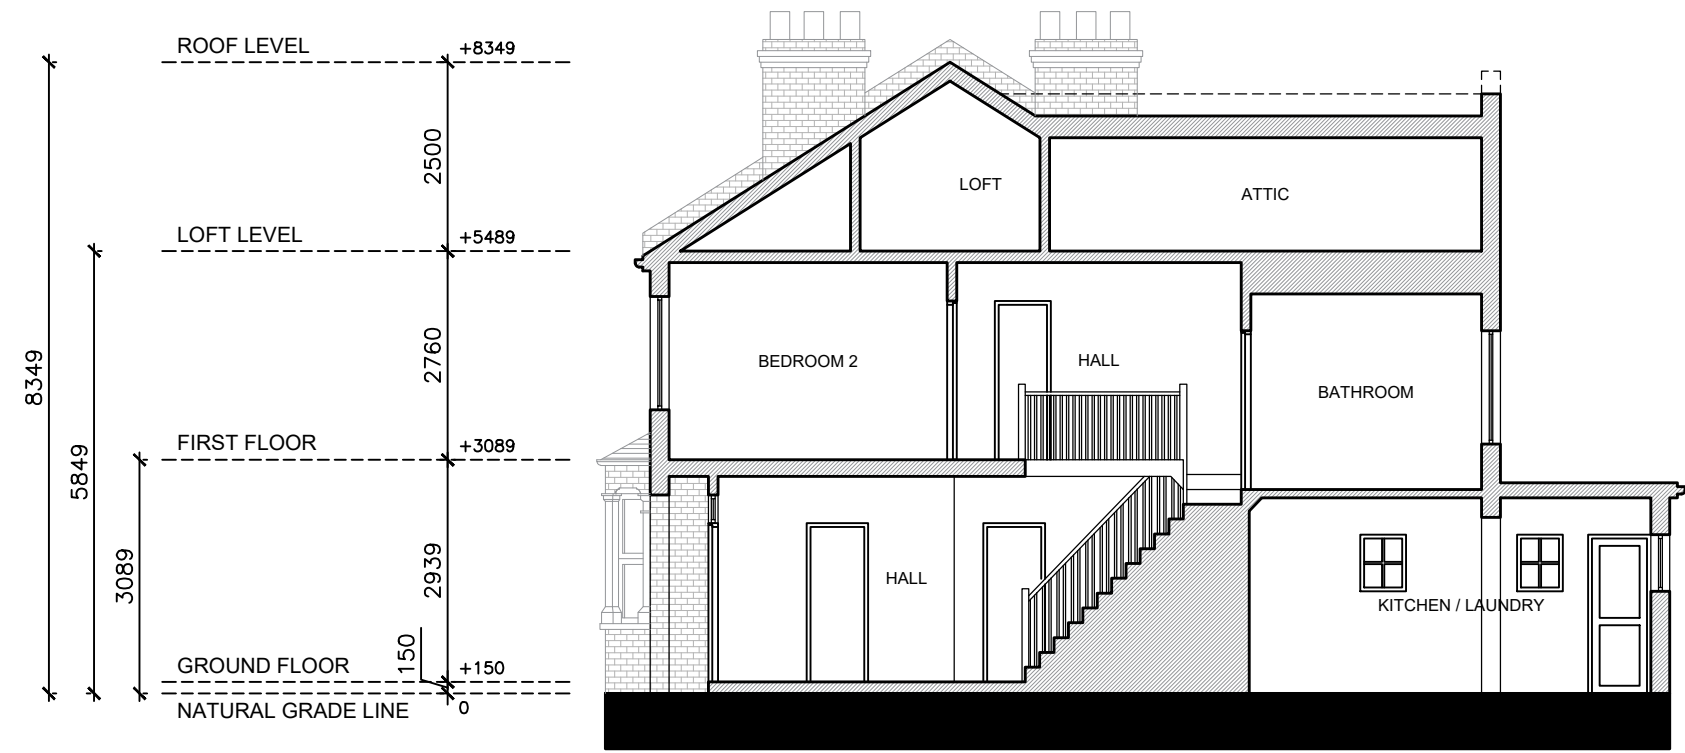 ROOF LEVEL +8349
2500
LOFT
ATTIC
LOFT LEVEL +5489
2760
8349
BEDROOM 2
HALL
BATHROOM
FIRST FLOOR +3089
5849
3089
2939
HALL
KITCHEN / LAUNDRY
150
GROUND FLOOR +150
NATURAL GRADE LINE 0